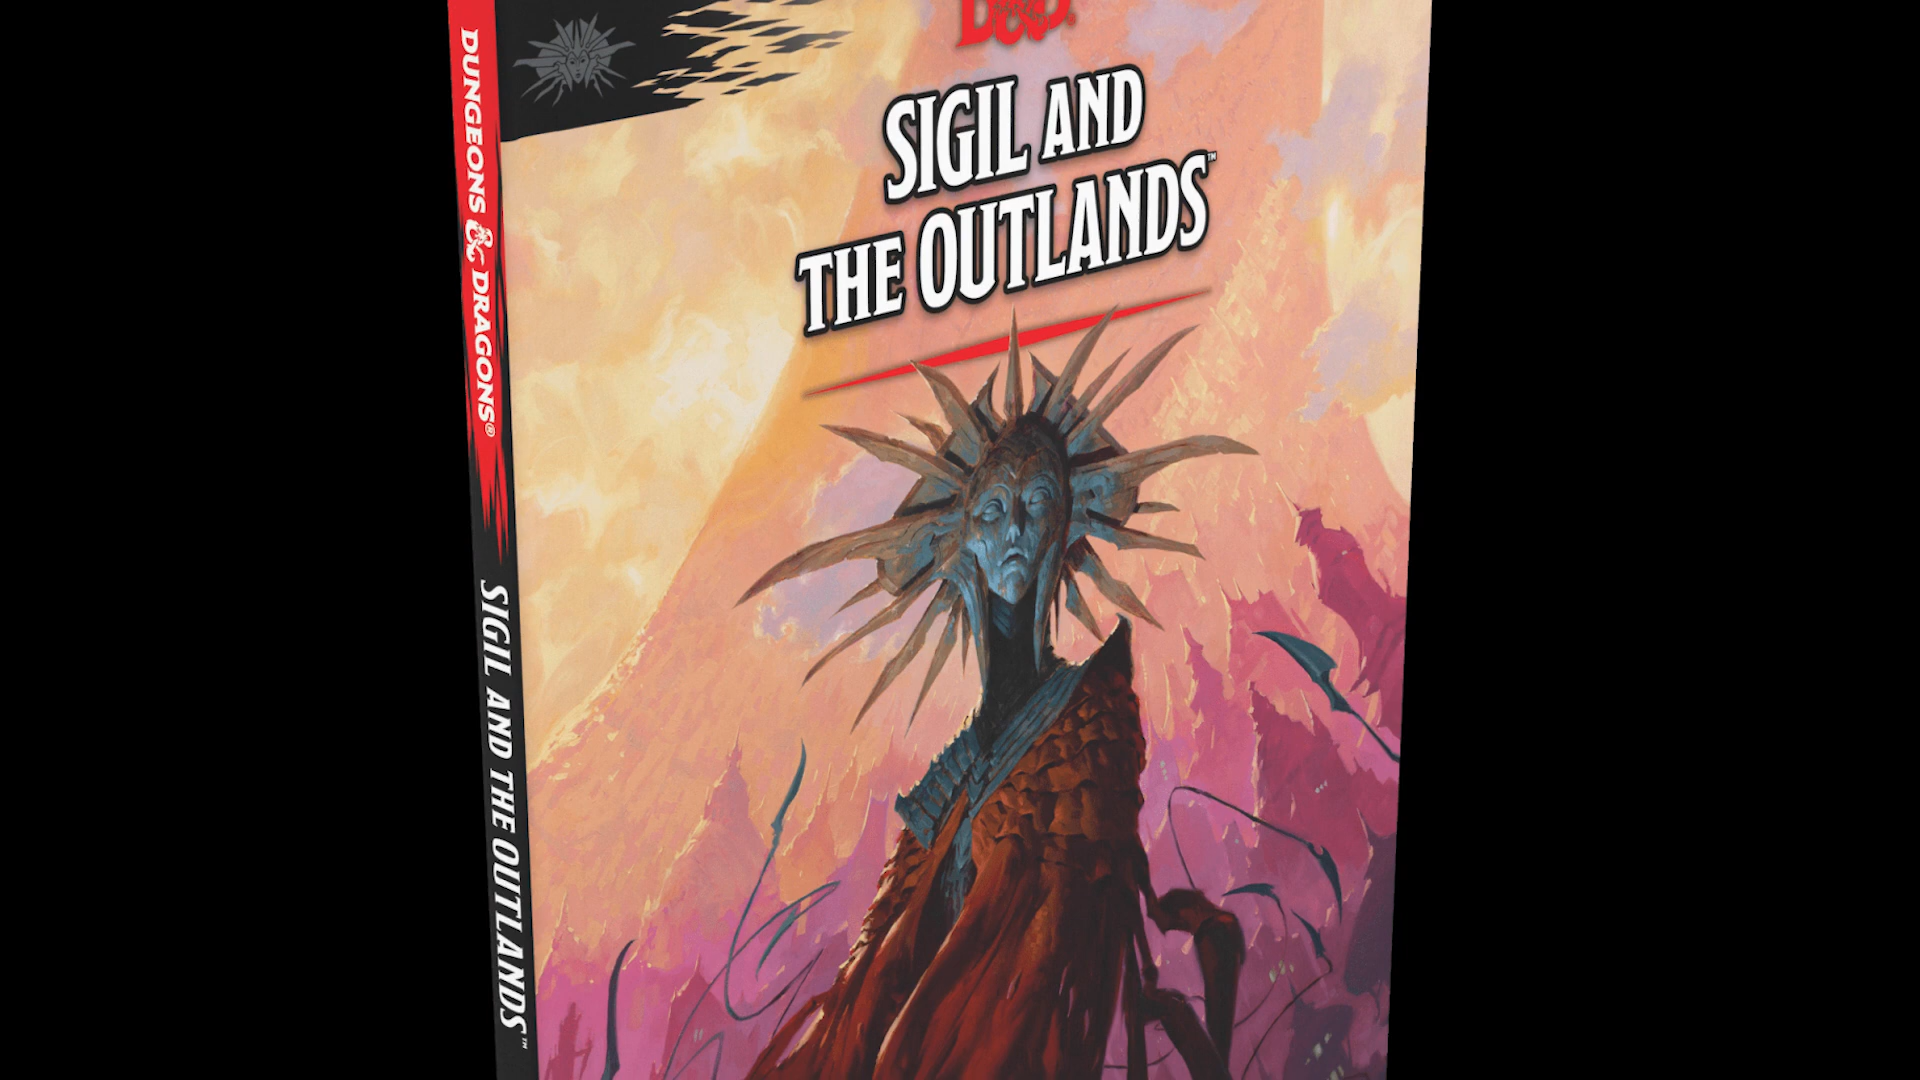 D&D®
SIGIL AND
THE OUTLANDS™
DUNGEONS & DRAGONS®
SIGIL AND THE OUTLANDS™